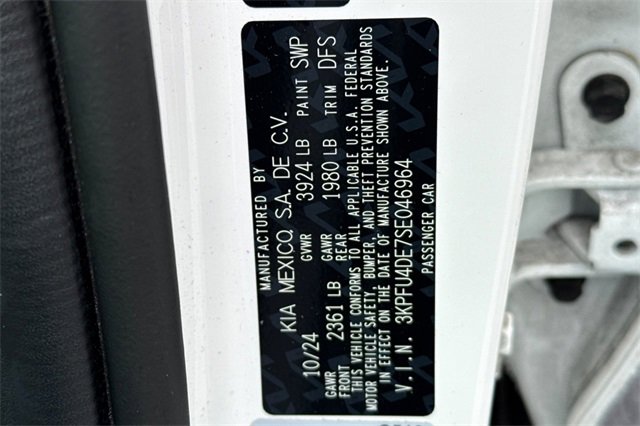 MANUFACTURED BY
KIA MEXICO, S.A. DE C.V.
10/24 GVWR 3924 LB PAINT SWP
GAWR FRONT 2361 LB GAWR REAR 1980 LB TRIM DFS
THIS VEHICLE CONFORMS TO ALL APPLICABLE U.S.A. FEDERAL
MOTOR VEHICLE SAFETY, BUMPER, AND THEFT PREVENTION STANDARDS
IN EFFECT ON THE DATE OF MANUFACTURE SHOWN ABOVE.
V.I.N. 3KPFU4DE7SE046964
PASSENGER CAR